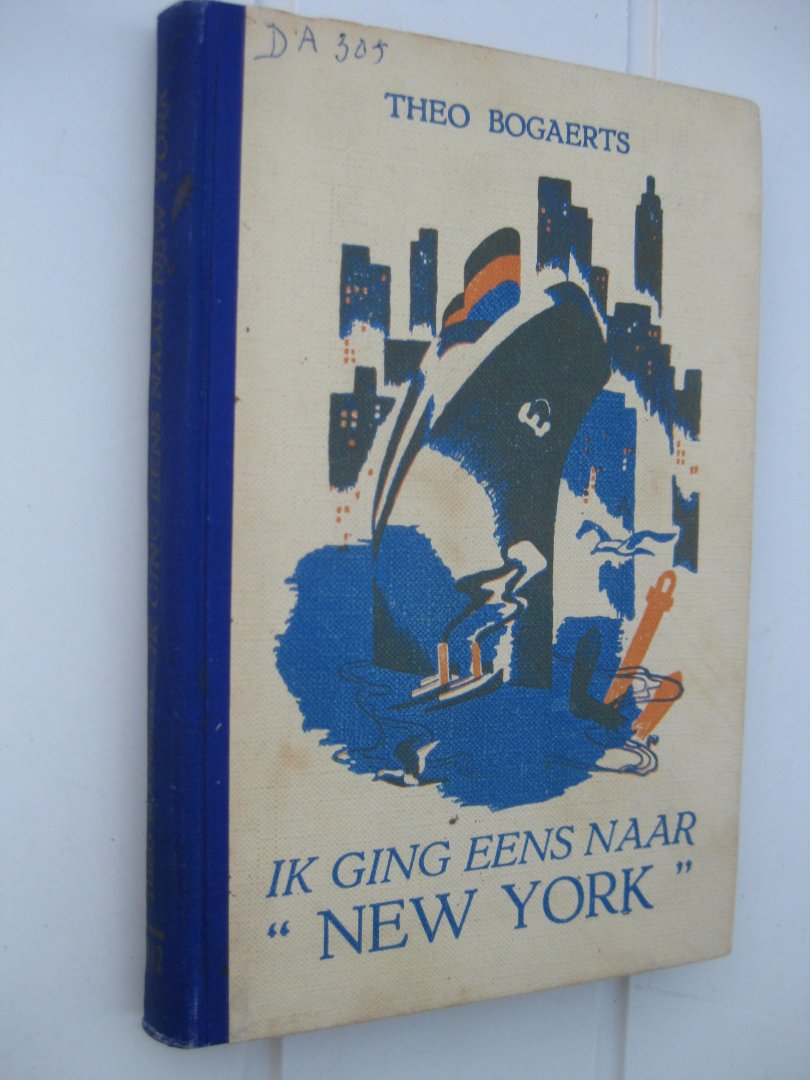 DA 305
THEO BOGAERTS
IK GING EENS NAAR
“ NEW YORK ”
IK GING EENS NAAR NEW YORK